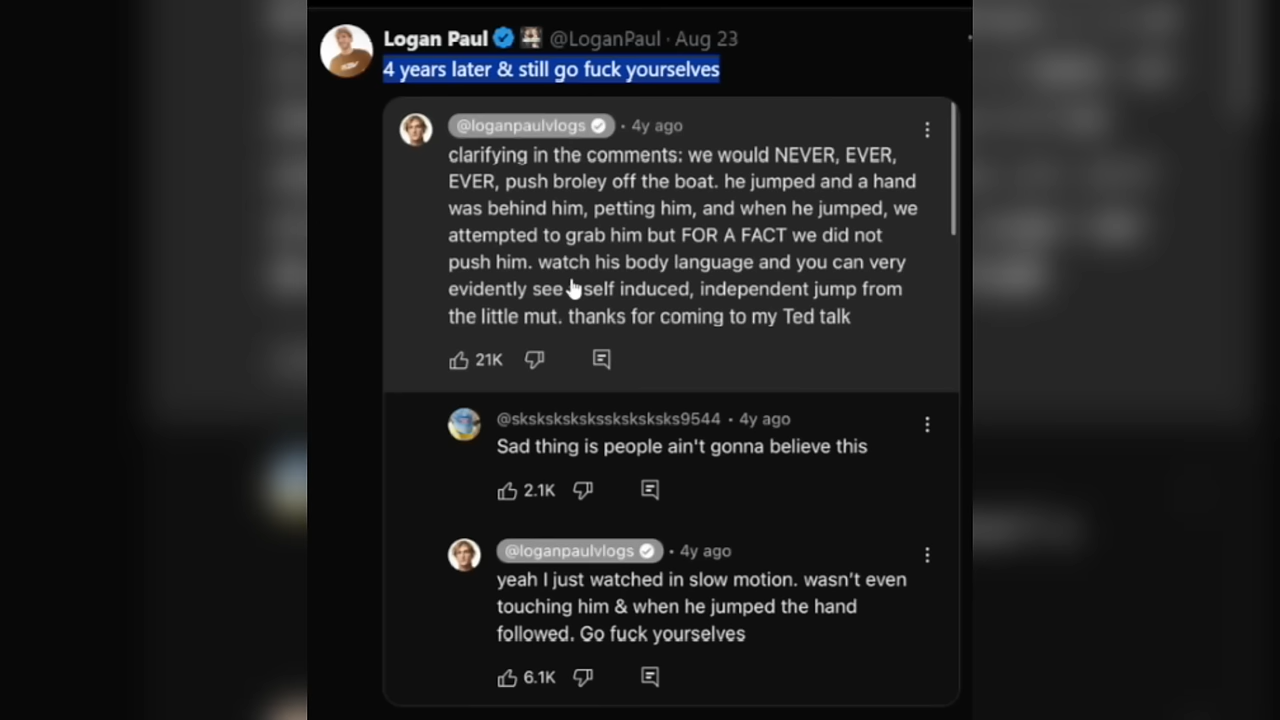 Logan Paul @LoganPaul · Aug 23
4 years later & still go fuck yourselves
@loganpaulvlogs • 4y ago
clarifying in the comments: we would NEVER, EVER,
EVER, push broley off the boat. he jumped and a hand
was behind him, petting him, and when he jumped, we
attempted to grab him but FOR A FACT we did not
push him. watch his body language and you can very
evidently see self induced, independent jump from
the little mut. thanks for coming to my Ted talk
21K
@sksksksksksskskskks9544 • 4y ago
Sad thing is people ain't gonna believe this
2.1K
@loganpaulvlogs • 4y ago
yeah I just watched in slow motion. wasn't even
touching him & when he jumped the hand
followed. Go fuck yourselves
6.1K